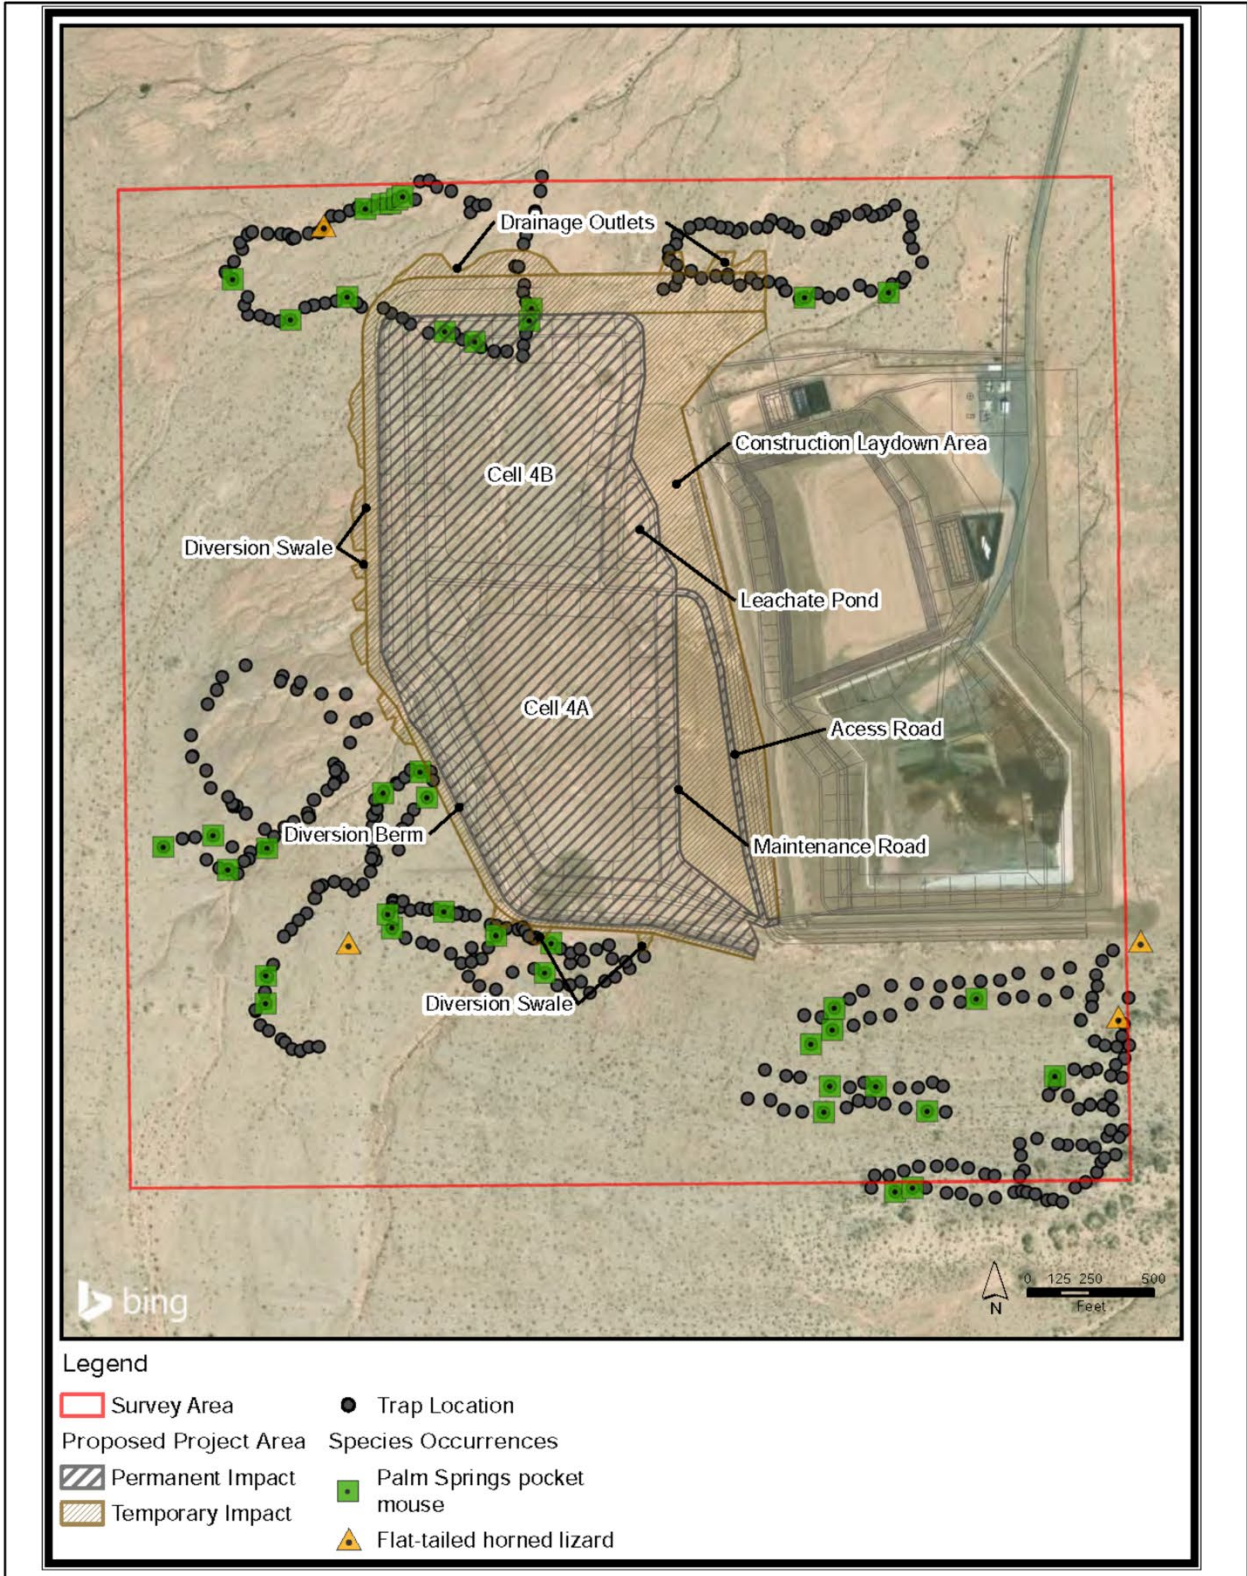 Drainage Outlets
Construction Laydown Area
Cell 4B
Diversion Swale
Leachate Pond
Cell 4A
Acess Road
Diversion Berm
Maintenance Road
Diversion Swale
bing
N
0 125 250 500
Feet
Legend
Survey Area
Trap Location
Proposed Project Area
Species Occurrences
Permanent Impact
Palm Springs pocket
mouse
Temporary Impact
Flat-tailed horned lizard